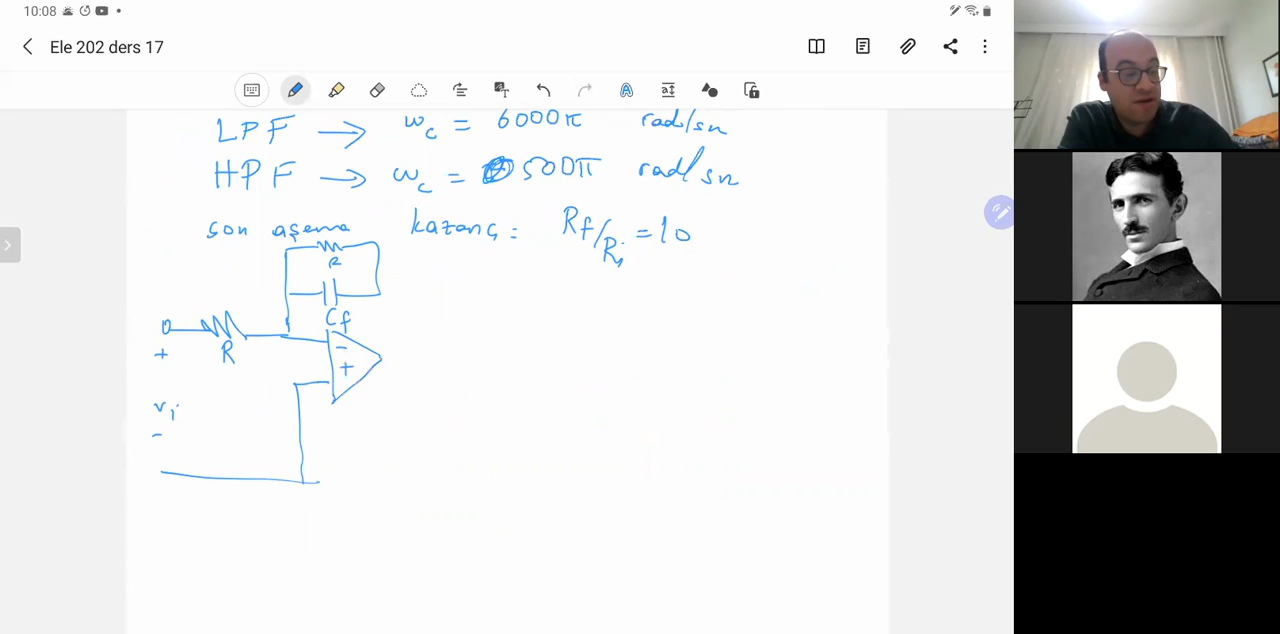 10:08
Ele 202 ders 17
LPF → ωc = 6000π rad/sn
HPF → ωc = 500π rad/sn
son aşama kazanç : Rf/Ri = 10
R
Cf
R
+
-
+
vi
-